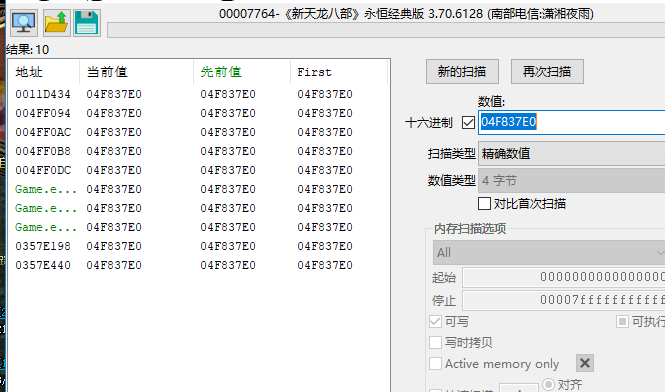 00007764-《新天龙八部》永恒经典版 3.70.6128 (南部电信:潇湘夜雨)
结果: 10
地址 当前值 先前值 First
0011D434 04F837E0 04F837E0 04F837E0
004FF094 04F837E0 04F837E0 04F837E0
004FF0AC 04F837E0 04F837E0 04F837E0
004FF0B8 04F837E0 04F837E0 04F837E0
004FF0DC 04F837E0 04F837E0 04F837E0
Game.e... 04F837E0 04F837E0 04F837E0
Game.e... 04F837E0 04F837E0 04F837E0
Game.e... 04F837E0 04F837E0 04F837E0
0357E198 04F837E0 04F837E0 04F837E0
0357E440 04F837E0 04F837E0 04F837E0
新的扫描 再次扫描
数值:
十六进制 04F837E0
扫描类型 精确数值
数值类型 4 字节
对比首次扫描
内存扫描选项
All
起始 0000000000000000
停止 00007fffffffffff
可写 可执行
写时拷贝
Active memory only
对齐